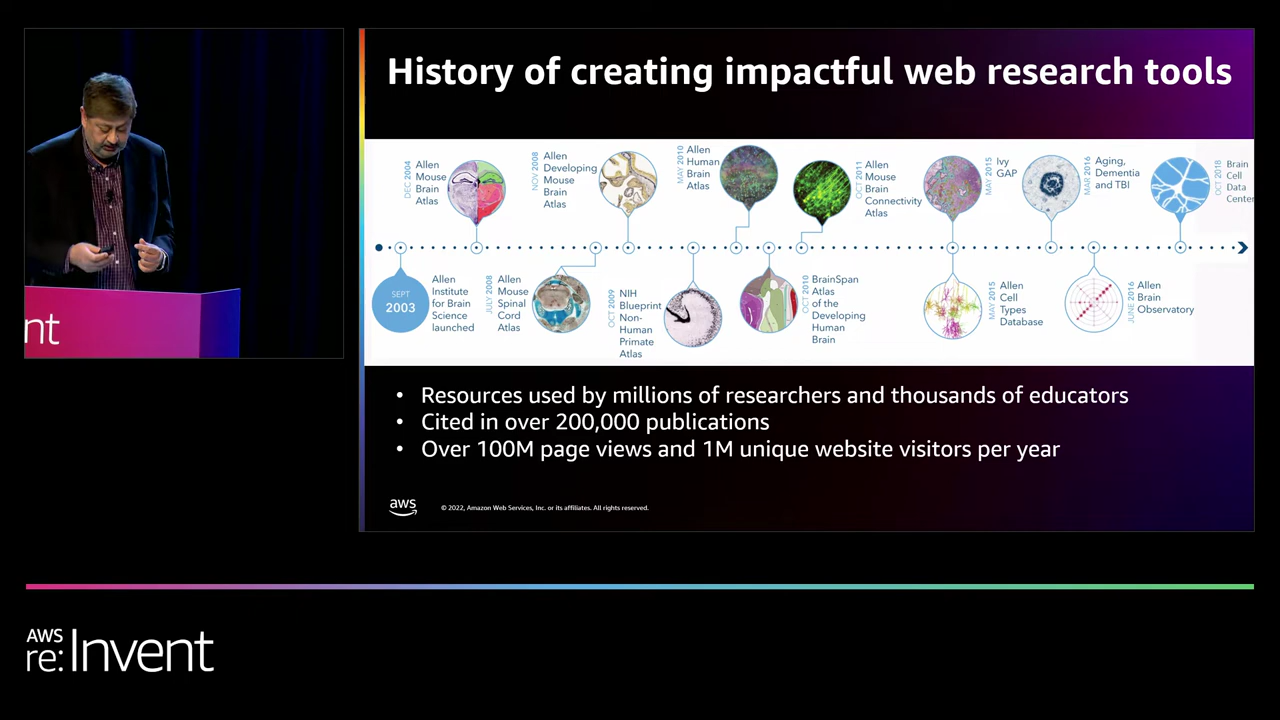 History of creating impactful web research tools
DEC 2004
Allen
Mouse
Brain
Atlas
NOV 2008
Allen
Developing
Mouse
Brain
Atlas
MAY 2010
Allen
Human
Brain
Atlas
OCT 2011
Allen
Mouse
Brain
Connectivity
Atlas
MAY 2015
Ivy
GAP
MAR 2016
Aging,
Dementia
and TBI
OCT 2018
Brain
Cell
Data
Center
SEPT
2003
Allen
Institute
for Brain
Science
launched
JULY 2008
Allen
Mouse
Spinal
Cord
Atlas
OCT 2009
NIH
Blueprint
Non-
Human
Primate
Atlas
OCT 2010
BrainSpan
Atlas
of the
Developing
Human
Brain
MAY 2015
Allen
Cell
Types
Database
JUNE 2016
Allen
Brain
Observatory
nt
• Resources used by millions of researchers and thousands of educators
• Cited in over 200,000 publications
• Over 100M page views and 1M unique website visitors per year
aws
© 2022, Amazon Web Services, Inc. or its affiliates. All rights reserved.
AWS
re:Invent